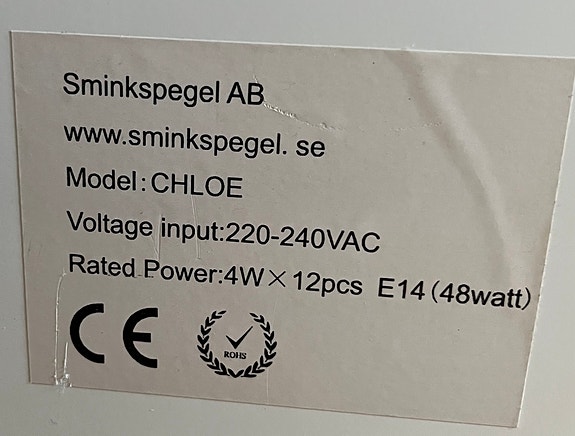 Sminkspegel AB
www.sminkspegel. se
Model:CHLOE
Voltage input:220-240VAC
Rated Power:4W×12pcs E14(48watt)
CE
ROHS